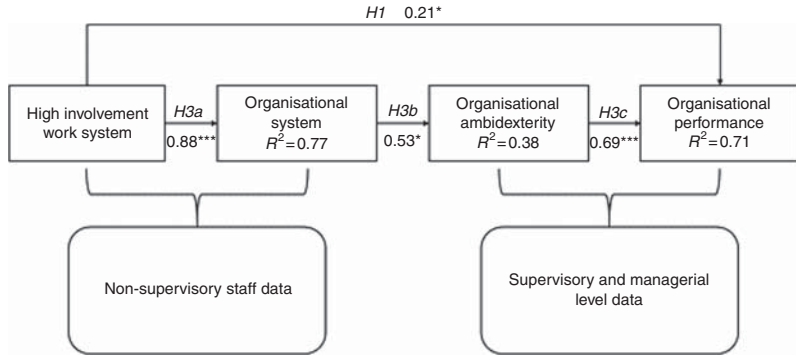 H1 0.21*
High involvement
work system
H3a
0.88***
Organisational
system
R²=0.77
H3b
0.53*
Organisational
ambidexterity
R²=0.38
H3c
0.69***
Organisational
performance
R²=0.71
Non-supervisory staff data
Supervisory and managerial
level data